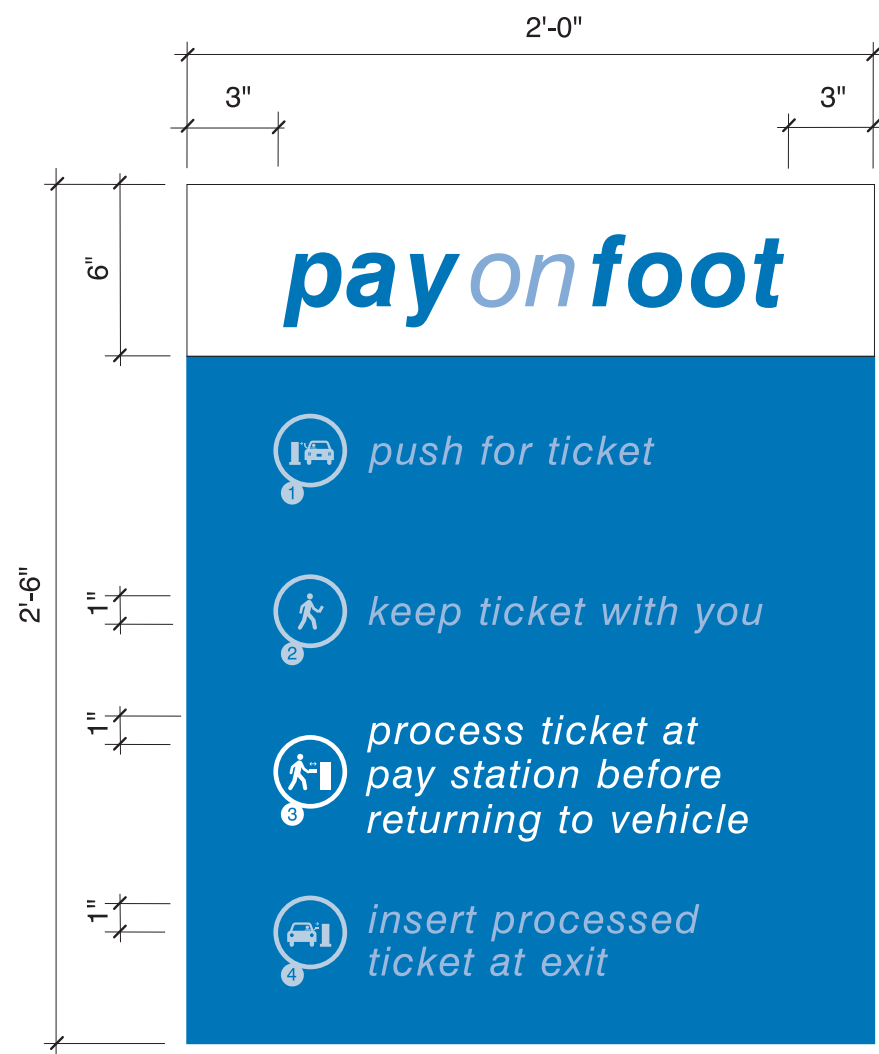 2'-0"
3" 3"
6"
payonfoot
push for ticket
1
2'-6"
1"
keep ticket with you
2
1"
process ticket at
pay station before
returning to vehicle
3
1"
insert processed
ticket at exit
4